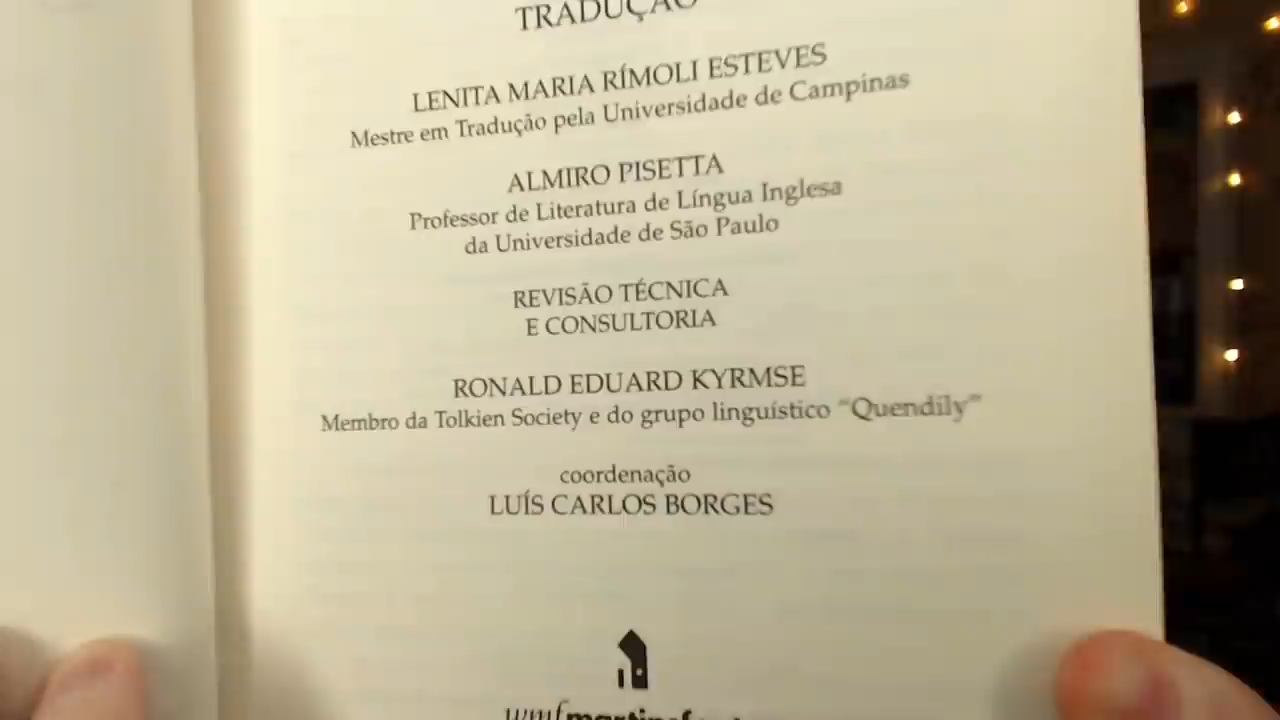 TRADUÇÃO
LENITA MARIA RÍMOLI ESTEVES
Mestre em Tradução pela Universidade de Campinas
ALMIRO PISETTA
Professor de Literatura de Língua Inglesa
da Universidade de São Paulo
REVISÃO TÉCNICA
E CONSULTORIA
RONALD EDUARD KYRMSE
Membro da Tolkien Society e do grupo linguístico "Quendily"
coordenação
LUÍS CARLOS BORGES